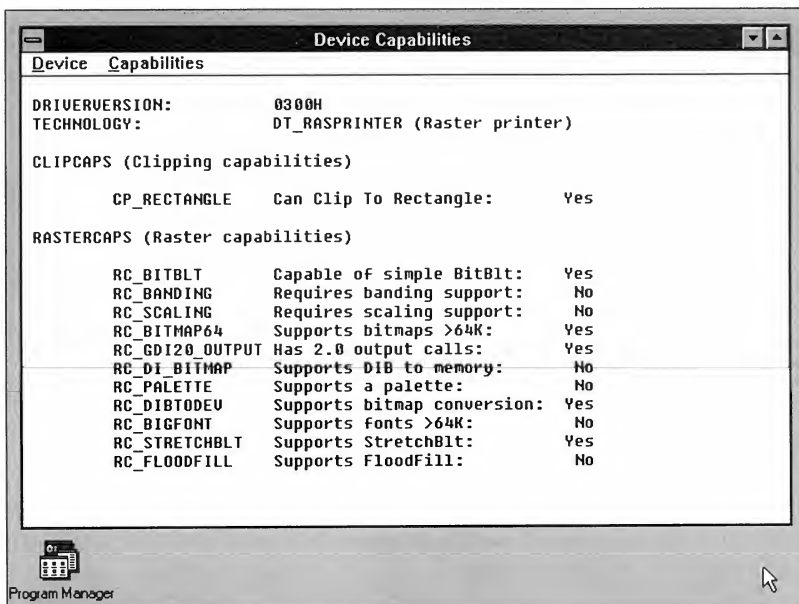 Device Capabilities
Device Capabilities
DRIVERVERSION: 0300H
TECHNOLOGY: DT_RASPRINTER (Raster printer)
CLIPCAPS (Clipping capabilities)
CP_RECTANGLE Can Clip To Rectangle: Yes
RASTERCAPS (Raster capabilities)
RC_BITBLT Capable of simple BitBlt: Yes
RC_BANDING Requires banding support: No
RC_SCALING Requires scaling support: No
RC_BITMAP64 Supports bitmaps >64K: Yes
RC_GDI20_OUTPUT Has 2.0 output calls: Yes
RC_DI_BITMAP Supports DIB to memory: No
RC_PALETTE Supports a palette: No
RC_DIBTODEV Supports bitmap conversion: Yes
RC_BIGFONT Supports fonts >64K: No
RC_STRETCHBLT Supports StretchBlt: Yes
RC_FLOODFILL Supports FloodFill: No
Program Manager